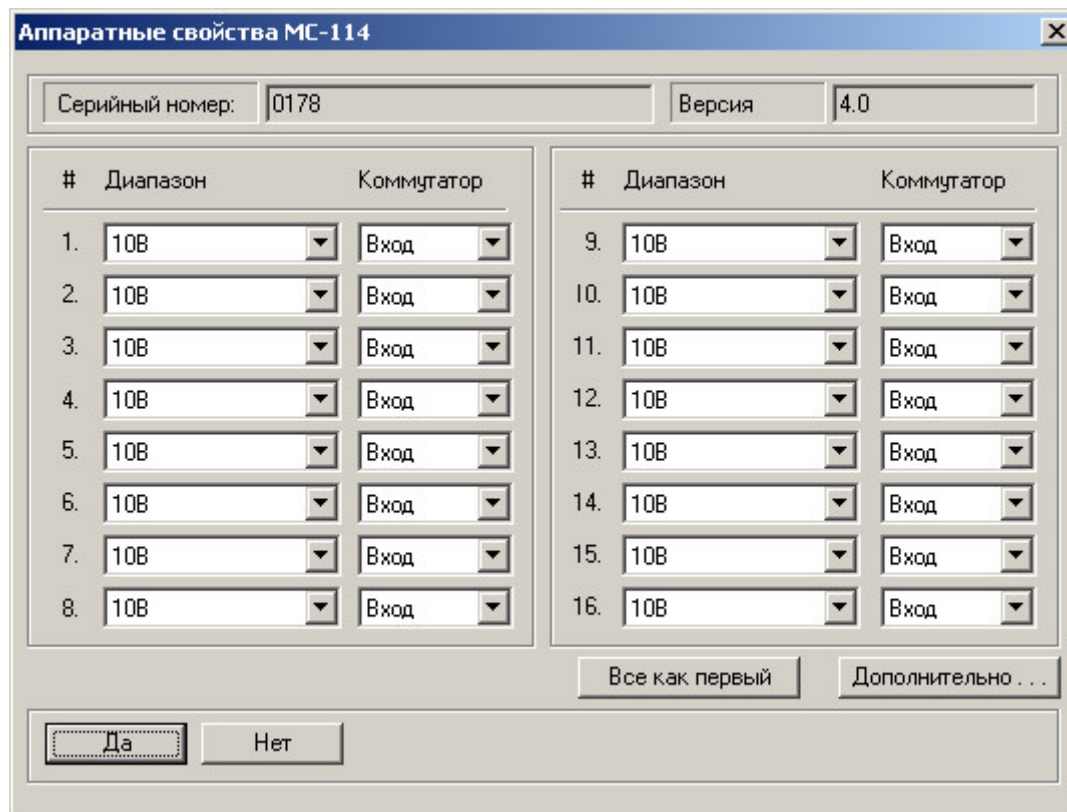 Аппаратные свойства МС-114
Серийный номер: 0178 Версия 4.0
# Диапазон Коммутатор # Диапазон Коммутатор
1. 10В Вход 9. 10В Вход
2. 10В Вход 10. 10В Вход
3. 10В Вход 11. 10В Вход
4. 10В Вход 12. 10В Вход
5. 10В Вход 13. 10В Вход
6. 10В Вход 14. 10В Вход
7. 10В Вход 15. 10В Вход
8. 10В Вход 16. 10В Вход
Все как первый Дополнительно . . .
Да Нет